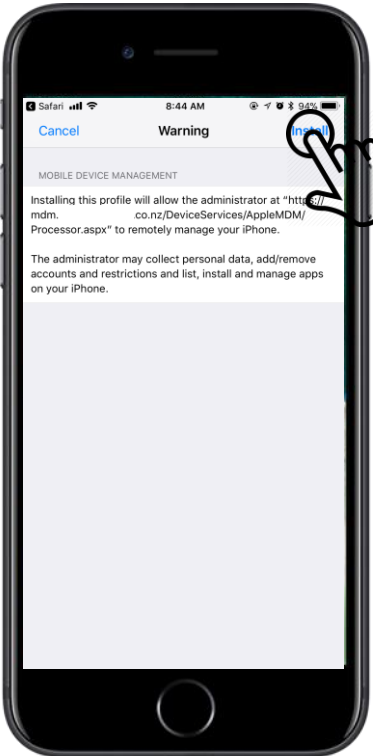 Safari 8:44 AM 94%
Cancel Warning Install
MOBILE DEVICE MANAGEMENT
Installing this profile will allow the administrator at "https://
mdm. .co.nz/DeviceServices/AppleMDM/
Processor.aspx" to remotely manage your iPhone.
The administrator may collect personal data, add/remove
accounts and restrictions and list, install and manage apps
on your iPhone.